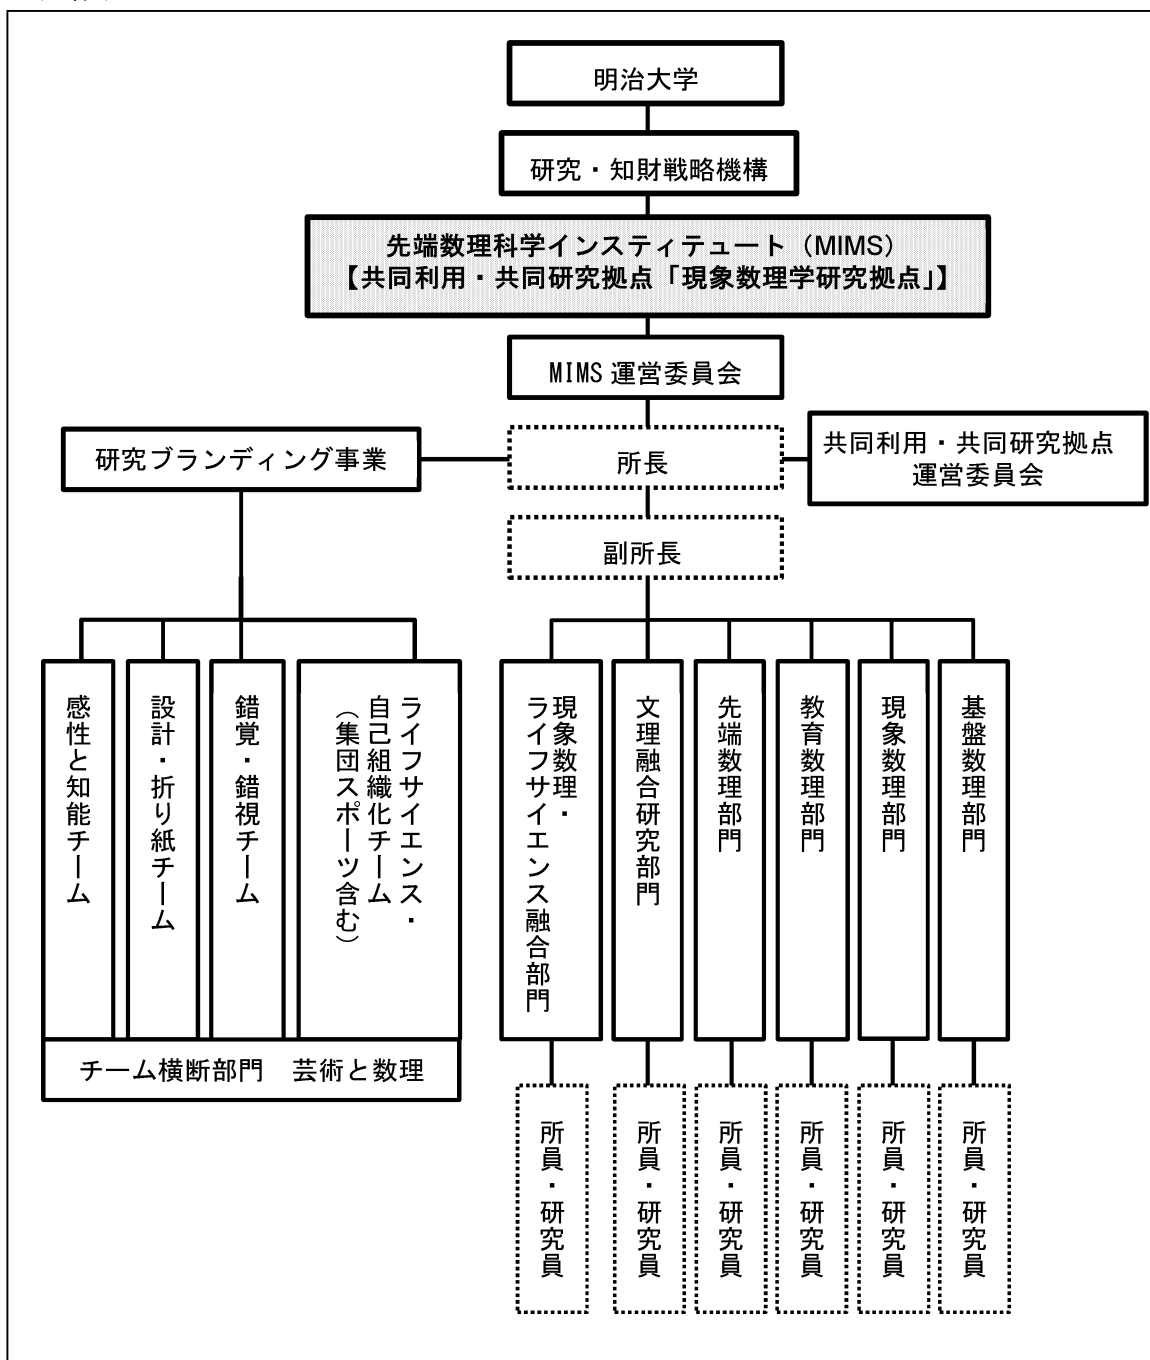 明治大学
研究・知財戦略機構
先端数理科学インスティテュート（MIMS）
【共同利用・共同研究拠点「現象数理学研究拠点」】
MIMS 運営委員会
研究ブランディング事業
所長
共同利用・共同研究拠点
運営委員会
副所長
感性と知能チーム
設計・折り紙チーム
錯覚・錯視チーム
ライフサイエンス・
自己組織化チーム
（集団スポーツ含む）
チーム横断部門　芸術と数理
現象数理・
ライフサイエンス融合部門
文理融合研究部門
先端数理部門
教育数理部門
現象数理部門
基盤数理部門
所員・研究員
所員・研究員
所員・研究員
所員・研究員
所員・研究員
所員・研究員